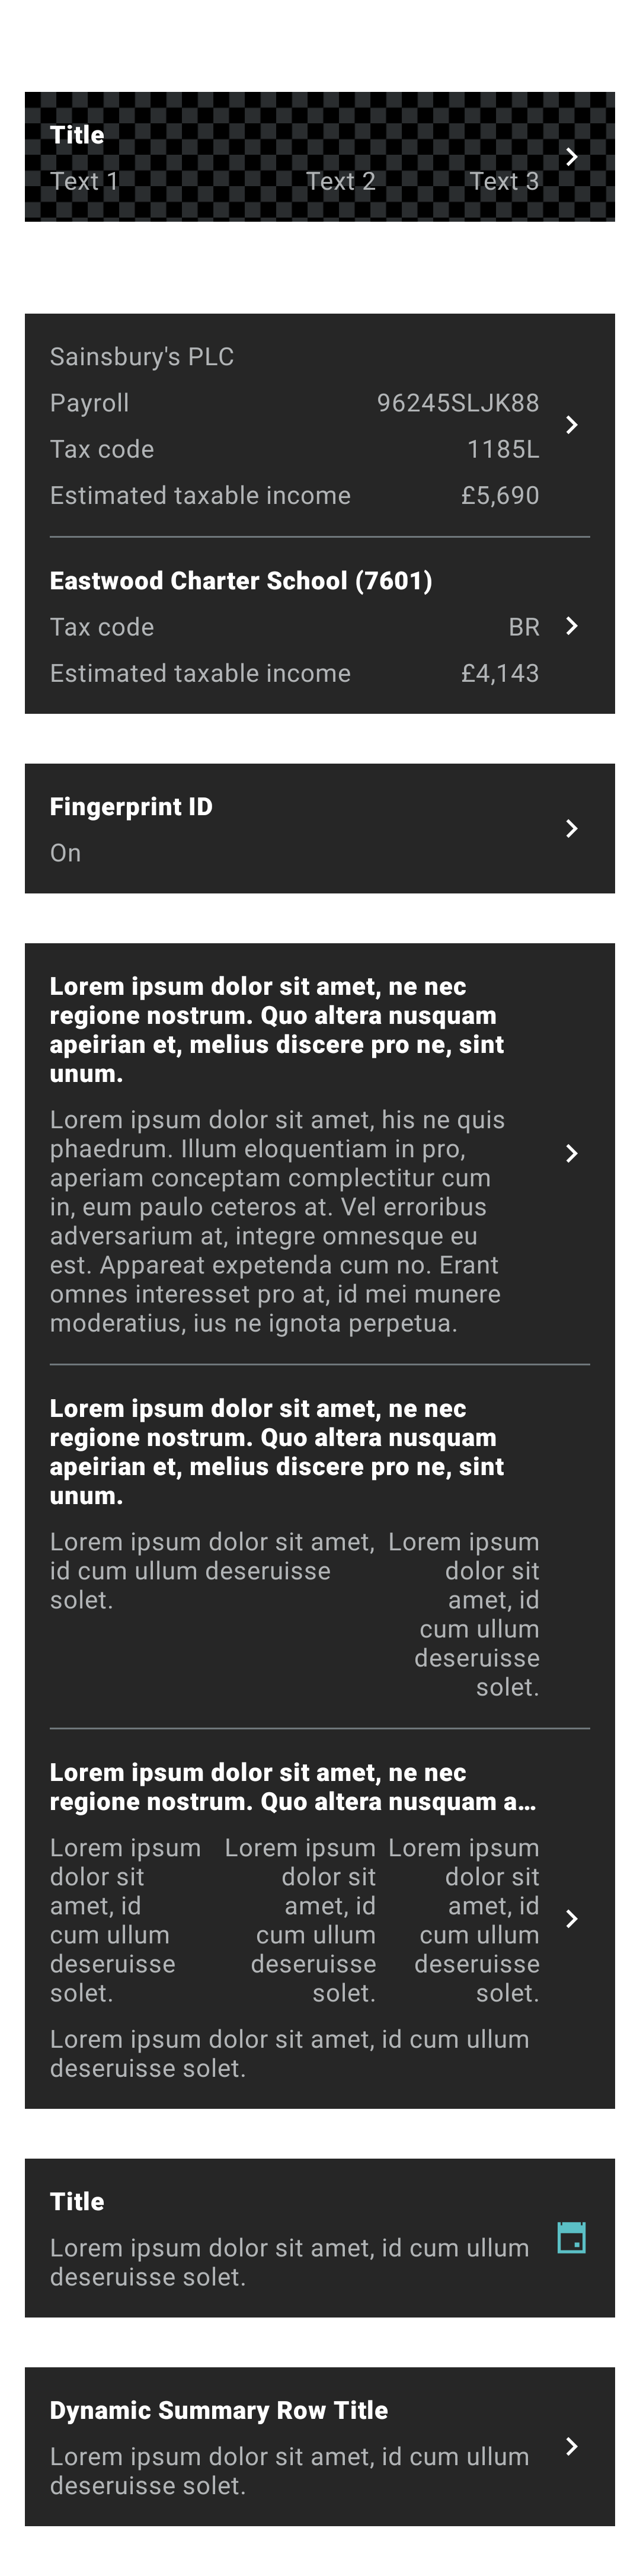 Title
Text 1 Text 2 Text 3
Sainsbury's PLC
Payroll 96245SLJK88
Tax code 1185L
Estimated taxable income £5,690
Eastwood Charter School (7601)
Tax code BR
Estimated taxable income £4,143
Fingerprint ID
On
Lorem ipsum dolor sit amet, ne nec
regione nostrum. Quo altera nusquam
apeirian et, melius discere pro ne, sint
unum.
Lorem ipsum dolor sit amet, his ne quis
phaedrum. Illum eloquentiam in pro,
aperiam conceptam complectitur cum
in, eum paulo ceteros at. Vel erroribus
adversarium at, integre omnesque eu
est. Appareat expetenda cum no. Erant
omnes interesset pro at, id mei munere
moderatius, ius ne ignota perpetua.
Lorem ipsum dolor sit amet, ne nec
regione nostrum. Quo altera nusquam
apeirian et, melius discere pro ne, sint
unum.
Lorem ipsum dolor sit amet,
id cum ullum deseruisse
solet.
Lorem ipsum
dolor sit
amet, id
cum ullum
deseruisse
solet.
Lorem ipsum dolor sit amet, ne nec
regione nostrum. Quo altera nusquam a...
Lorem ipsum
dolor sit
amet, id
cum ullum
deseruisse
solet.
Lorem ipsum
dolor sit
amet, id
cum ullum
deseruisse
solet.
Lorem ipsum
dolor sit
amet, id
cum ullum
deseruisse
solet.
Lorem ipsum dolor sit amet, id cum ullum
deseruisse solet.
Title
Lorem ipsum dolor sit amet, id cum ullum
deseruisse solet.
Dynamic Summary Row Title
Lorem ipsum dolor sit amet, id cum ullum
deseruisse solet.